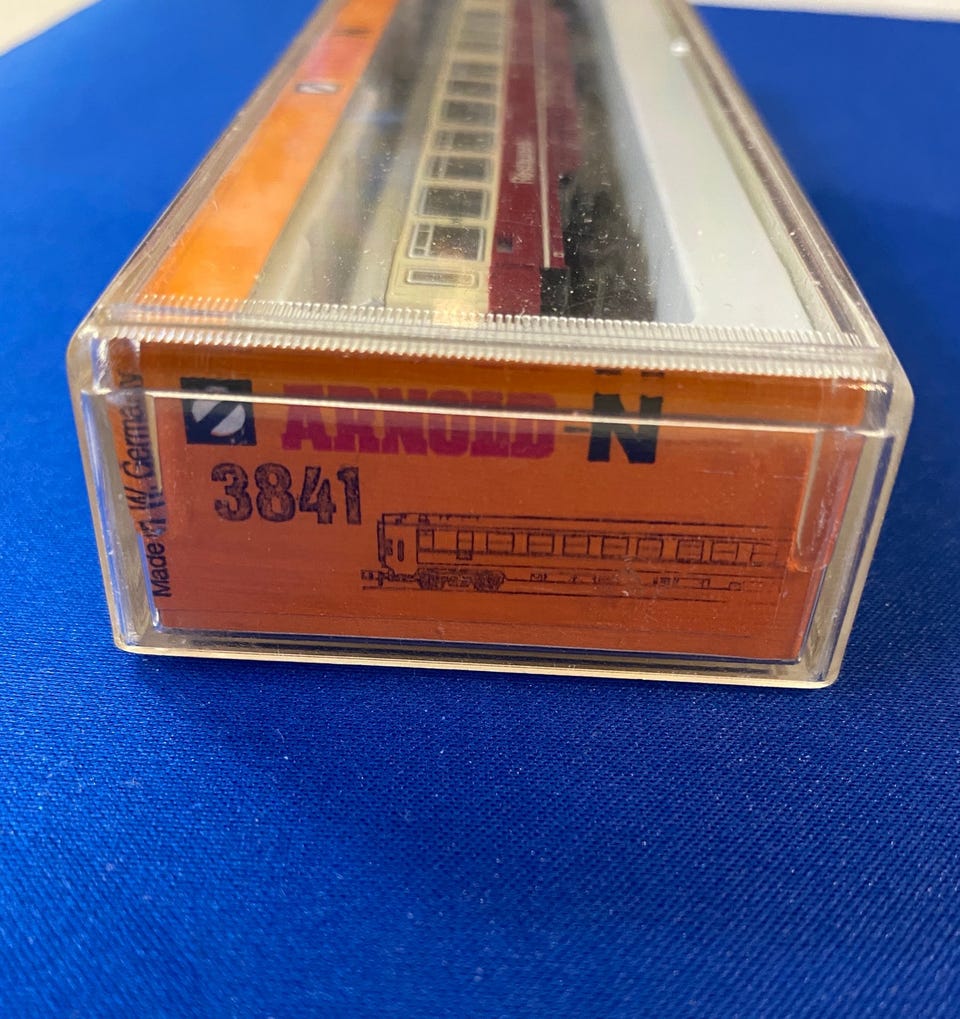 ARNOLD-N
3841
Made in W. Germany